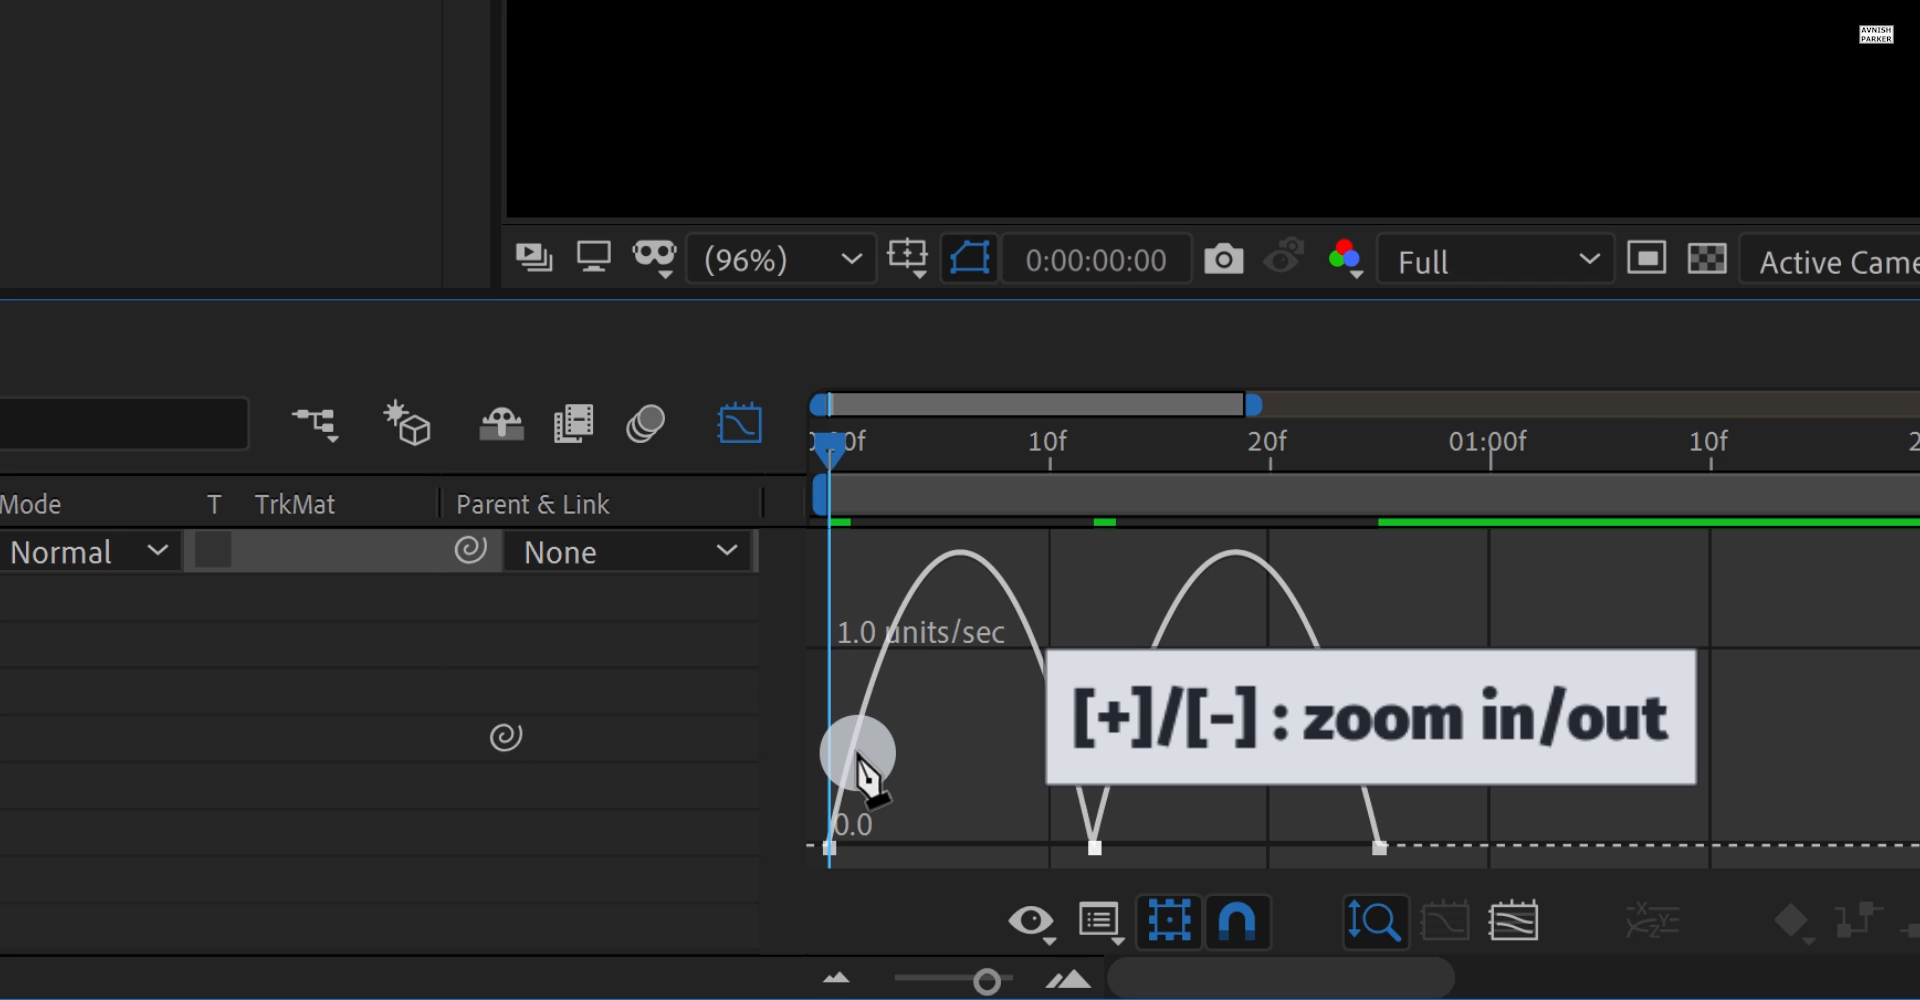 AVNISH
PARKER
(96%)
0:00:00:00
Full
Active Came
0f 10f 20f 01:00f 10f 2
Mode T TrkMat Parent & Link
Normal None
1.0 units/sec
[+]/[-] : zoom in/out
0.0